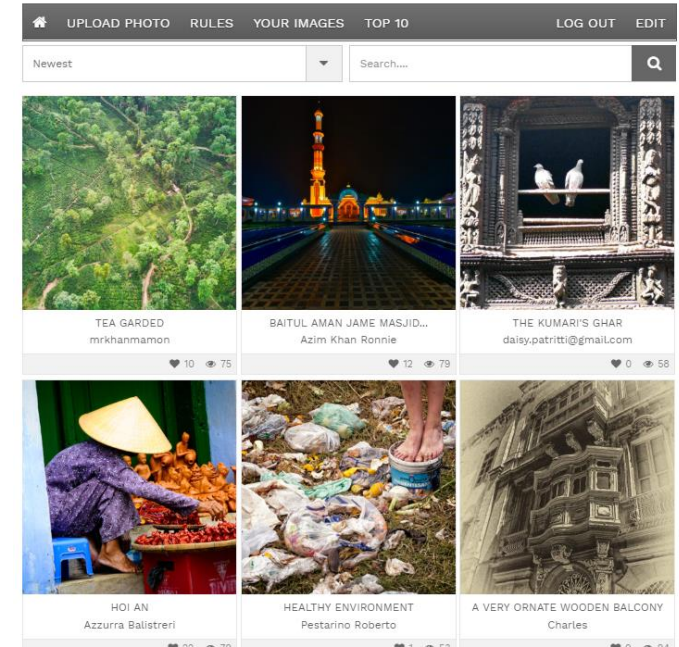 UPLOAD PHOTO RULES YOUR IMAGES TOP 10 LOG OUT EDIT
Newest Search....
TEA GARDED
mrkhanmamon
10 75
BAITUL AMAN JAME MASJID...
Azim Khan Ronnie
12 79
THE KUMARI'S GHAR
daisy.patritti@gmail.com
0 58
HOI AN
Azzurra Balistreri
HEALTHY ENVIRONMENT
Pestarino Roberto
A VERY ORNATE WOODEN BALCONY
Charles